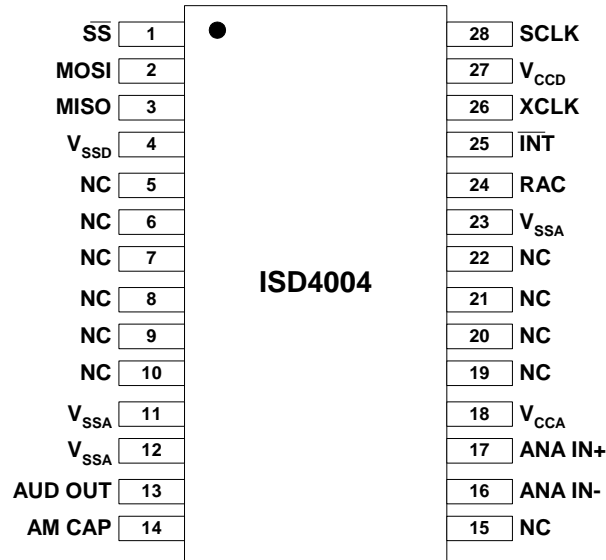 SS 1 28 SCLK
MOSI 2 27 VCCD
MISO 3 26 XCLK
VSSD 4 25 INT
NC 5 24 RAC
NC 6 23 VSSA
NC 7 22 NC
ISD4004
NC 8 21 NC
NC 9 20 NC
NC 10 19 NC
VSSA 11 18 VCCA
VSSA 12 17 ANA IN+
AUD OUT 13 16 ANA IN-
AM CAP 14 15 NC